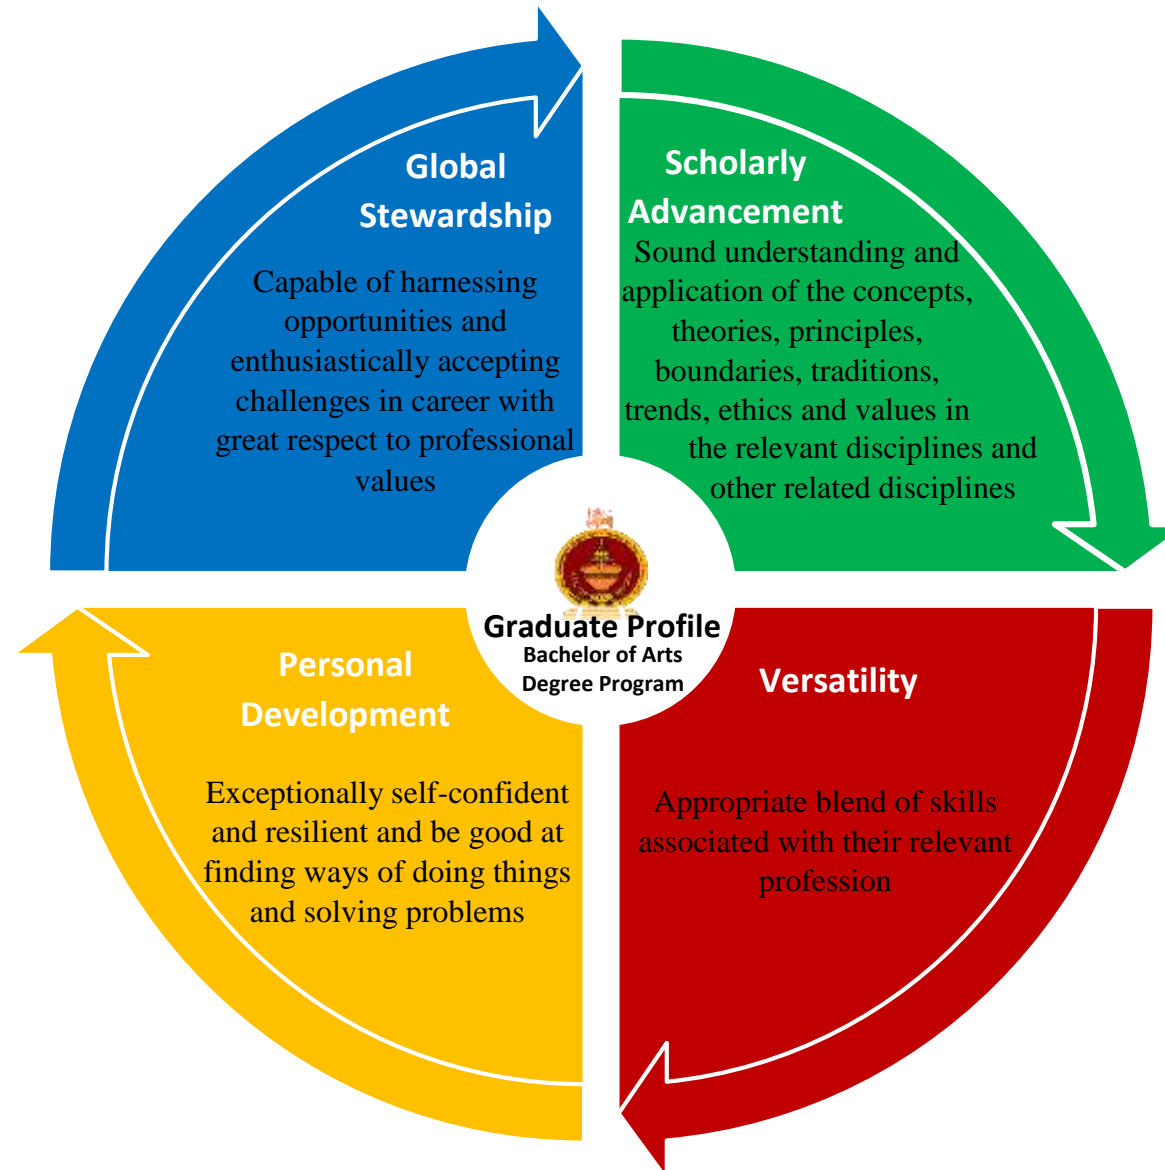 Global
Stewardship
Capable of harnessing
opportunities and
enthusiastically accepting
challenges in career with
great respect to professional
values
Scholarly
Advancement
Sound understanding and
application of the concepts,
theories, principles,
boundaries, traditions,
trends, ethics and values in
the relevant disciplines and
other related disciplines
Graduate Profile
Bachelor of Arts
Degree Program
Personal
Development
Exceptionally self-confident
and resilient and be good at
finding ways of doing things
and solving problems
Versatility
Appropriate blend of skills
associated with their relevant
profession